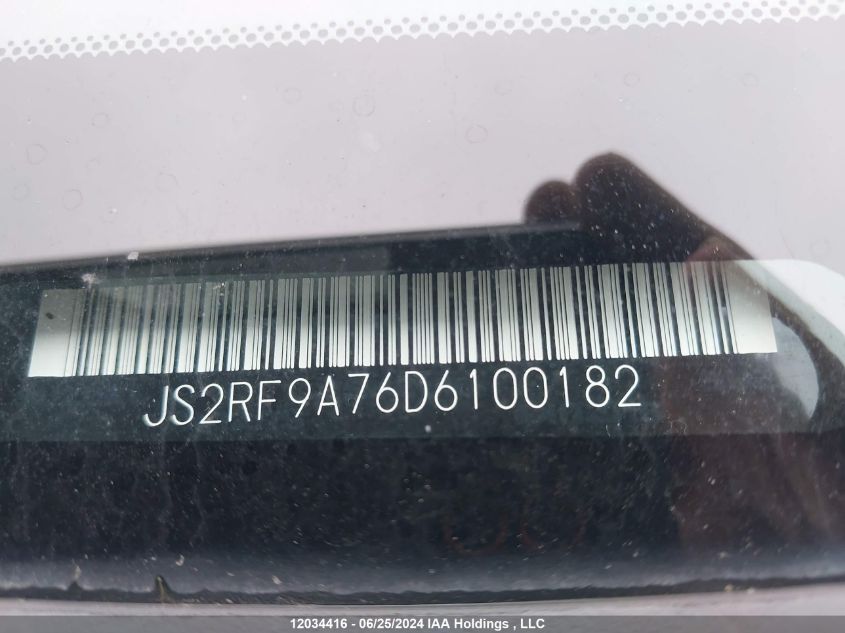 JS2RF9A76D6100182
12034416 - 06/25/2024 IAA Holdings , LLC